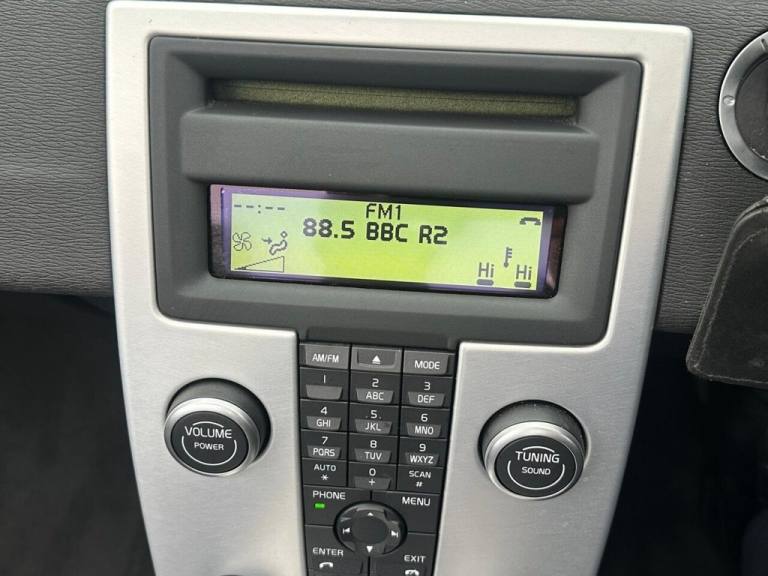 --:-- FM1
88.5 BBC R2
Hi Hi
AM/FM MODE
1 2 ABC 3 DEF
4 GHI 5 JKL 6 MNO
7 PQRS 8 TUV 9 WXYZ
AUTO * 0 + SCAN #
PHONE MENU
ENTER EXIT
VOLUME
POWER
TUNING
SOUND